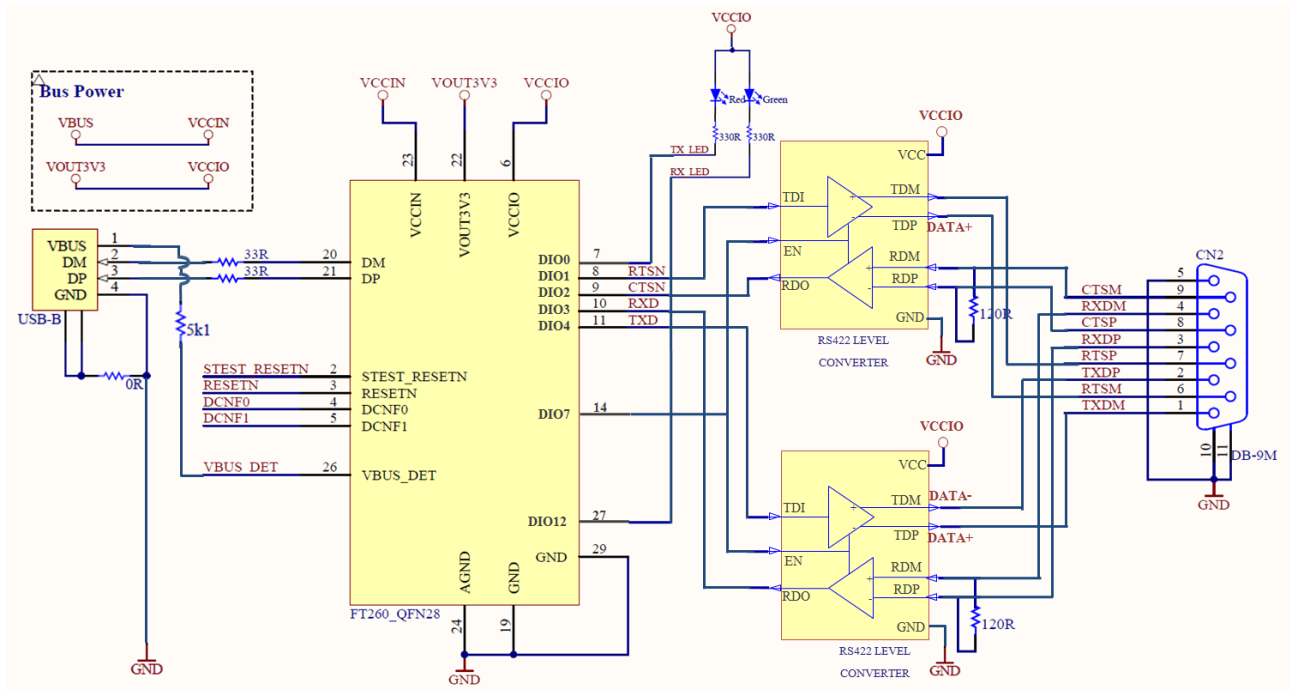 Bus Power
VBUS VCCIN
VOUT3V3 VCCIO
VCCIN VOUT3V3 VCCIO
23 22 6
VCCIN VOUT3V3 VCCIO
VCCIO
Red Green
330R 330R
TX_LED
RX_LED
VBUS 1
DM 2
DP 3
GND 4
USB-B
33R
33R
5k1
0R
GND
20 DM
21 DP
STEST_RESETN 2 STEST_RESETN
RESETN 3 RESETN
DCNF0 4 DCNF0
DCNF1 5 DCNF1
VBUS_DET 26 VBUS_DET
DIO0 7
DIO1 8 RTSN
DIO2 9 CTSN
DIO3 10 RXD
DIO4 11 TXD
DIO7 14
DIO12 27
GND 29
AGND GND
24 19
FT260_QFN28
GND
VCCIO
VCC
TDI TDM
TDP DATA+
EN
RDM
RDO RDP
120R
GND
GND
RS422 LEVEL
CONVERTER
VCCIO
VCC
TDI TDM DATA-
TDP DATA+
EN
RDM
RDO RDP
120R
GND
GND
RS422 LEVEL
CONVERTER
CN2
5
CTSM 9
RXDM 4
CTSP 8
RXDP 3
RTSP 7
TXDP 2
RTSM 6
TXDM 1
10 11 DB-9M
GND